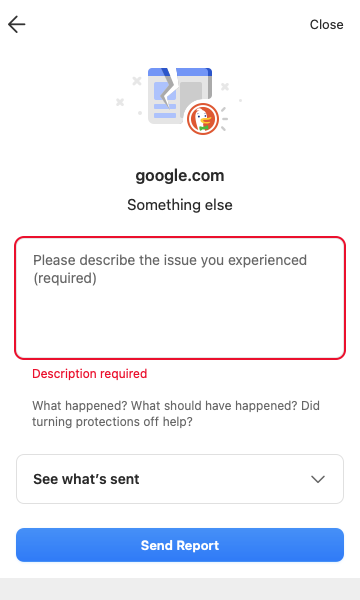 Close
google.com
Something else
Please describe the issue you experienced
(required)
Description required
What happened? What should have happened? Did
turning protections off help?
See what’s sent
Send Report